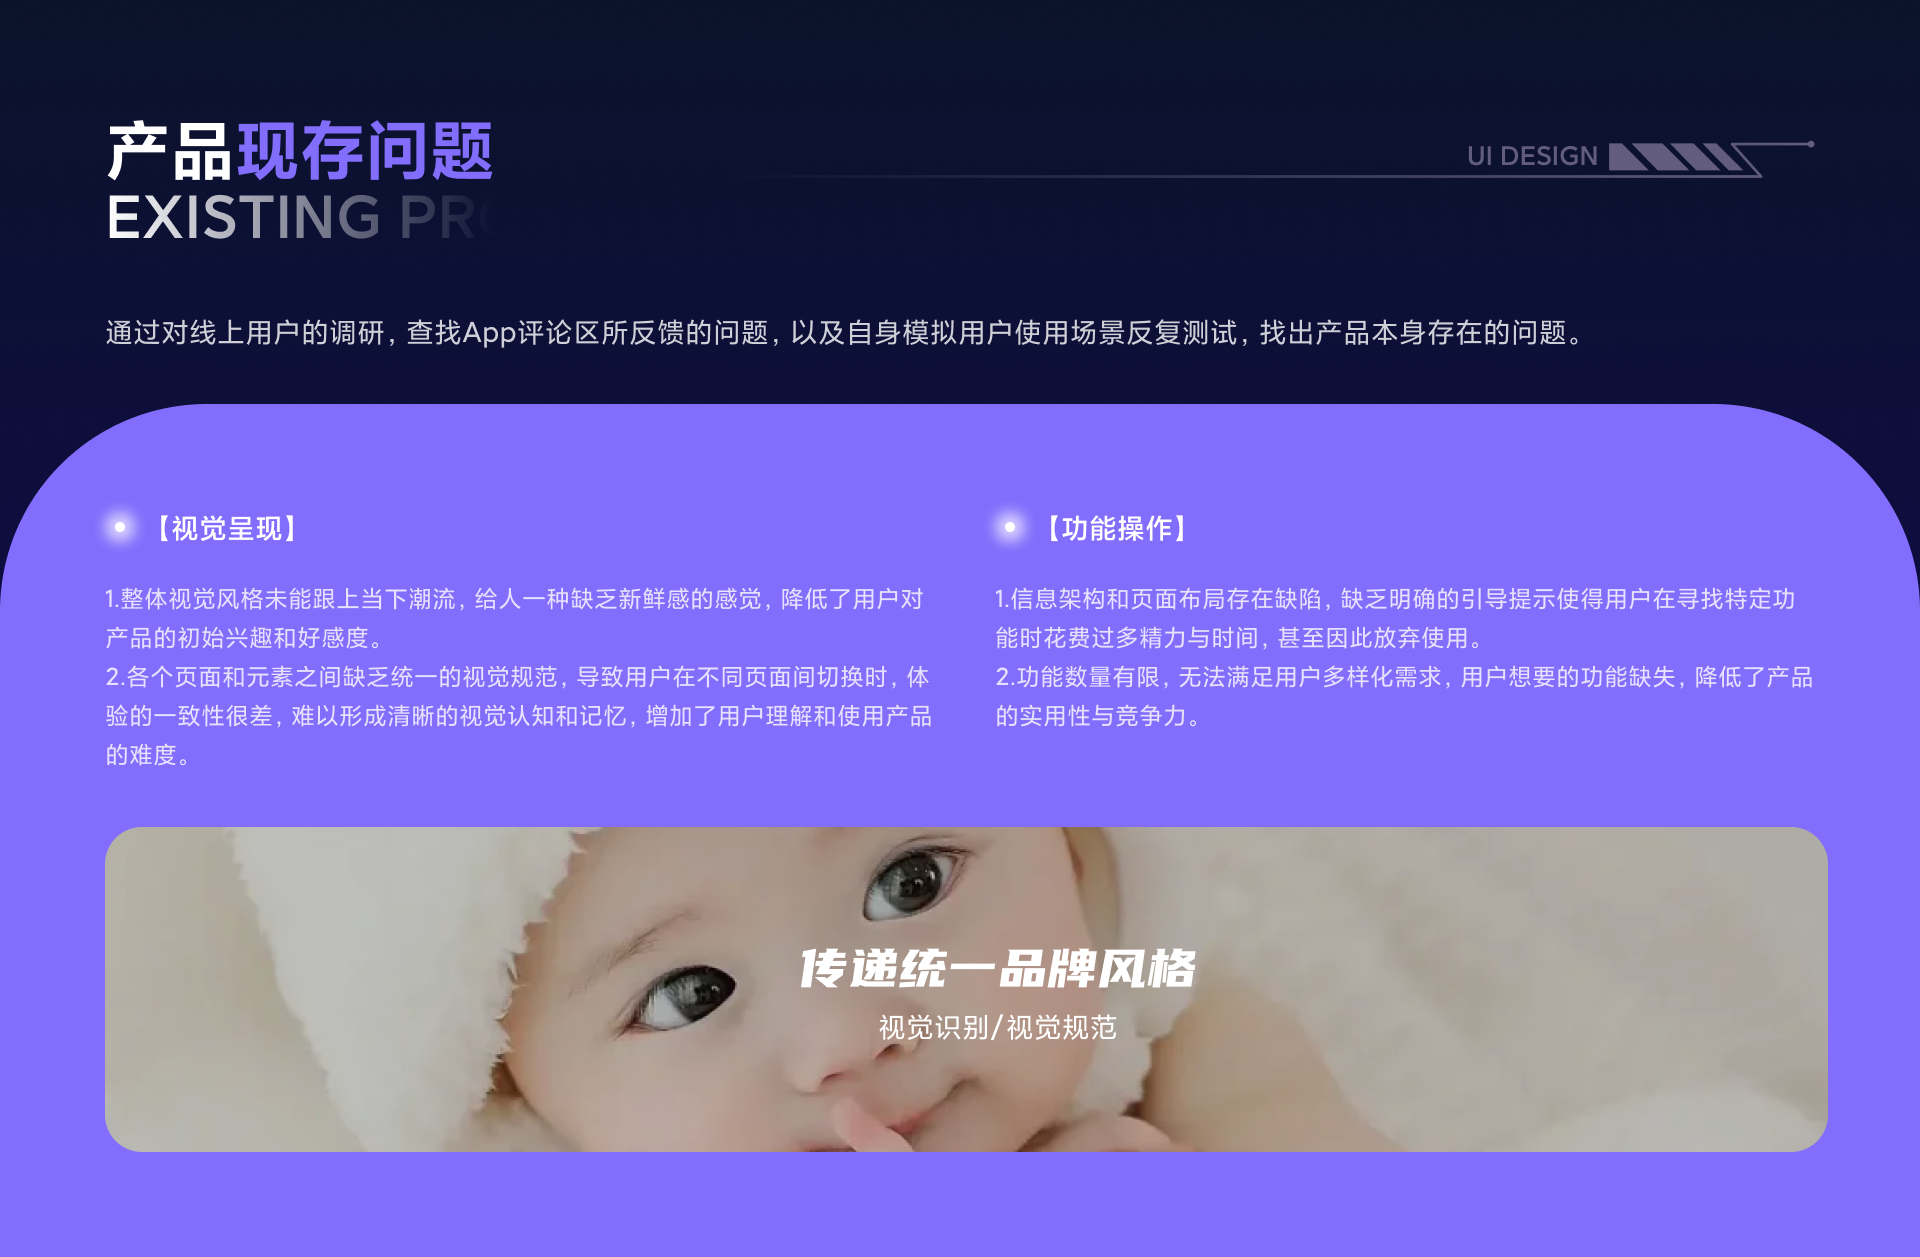 产品现存问题
EXISTING PRO
UI DESIGN
通过对线上用户的调研，查找App评论区所反馈的问题，以及自身模拟用户使用场景反复测试，找出产品本身存在的问题。
【视觉呈现】
1.整体视觉风格未能跟上当下潮流，给人一种缺乏新鲜感的感觉，降低了用户对
产品的初始兴趣和好感度。
2.各个页面和元素之间缺乏统一的视觉规范，导致用户在不同页面间切换时，体
验的一致性很差，难以形成清晰的视觉认知和记忆，增加了用户理解和使用产品
的难度。
【功能操作】
1.信息架构和页面布局存在缺陷，缺乏明确的引导提示使得用户在寻找特定功
能时花费过多精力与时间，甚至因此放弃使用。
2.功能数量有限，无法满足用户多样化需求，用户想要的功能缺失，降低了产品
的实用性与竞争力。
传递统一品牌风格
视觉识别/视觉规范